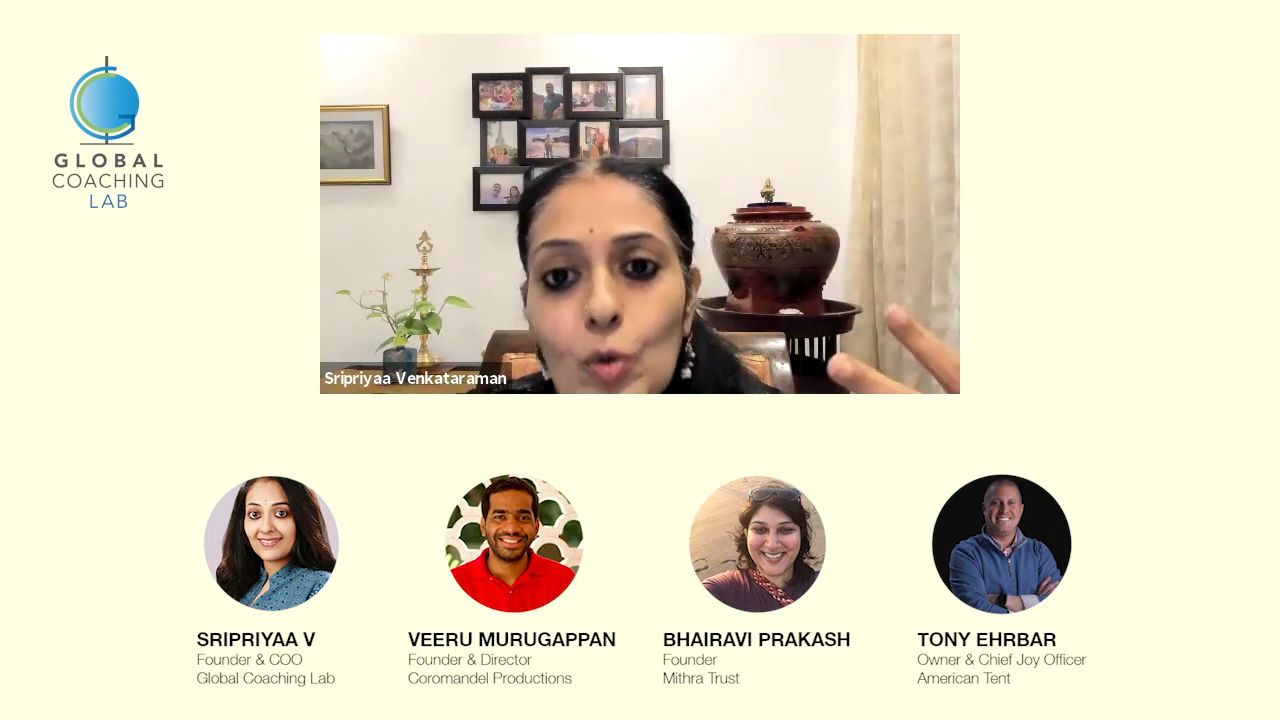 GLOBAL
COACHING
LAB
Sripriyaa Venkataraman
SRIPRIYAA V
Founder & COO
Global Coaching Lab
VEERU MURUGAPPAN
Founder & Director
Coromandel Productions
BHAIRAVI PRAKASH
Founder
Mithra Trust
TONY EHRBAR
Owner & Chief Joy Officer
American Tent